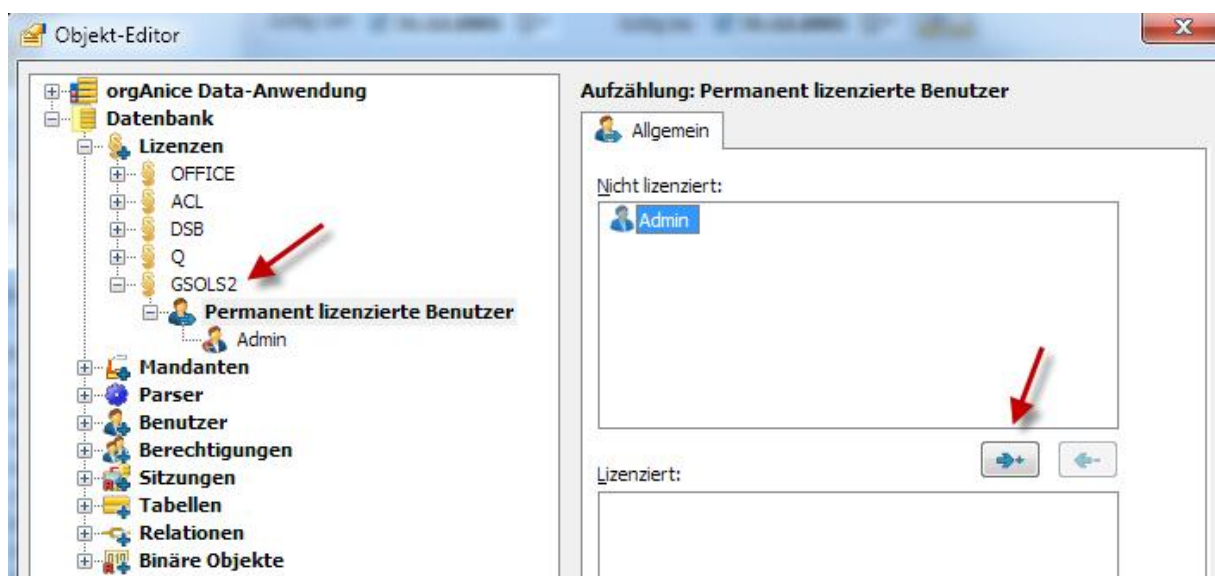 Objekt-Editor
X
orgAnice Data-Anwendung
Datenbank
Lizenzen
OFFICE
ACL
DSB
Q
GSOLS2
Permanent lizenzierte Benutzer
Admin
Mandanten
Parser
Benutzer
Berechtigungen
Sitzungen
Tabellen
Relationen
Binäre Objekte
Aufzählung: Permanent lizenzierte Benutzer
Allgemein
Nicht lizenziert:
Admin
Lizenziert: